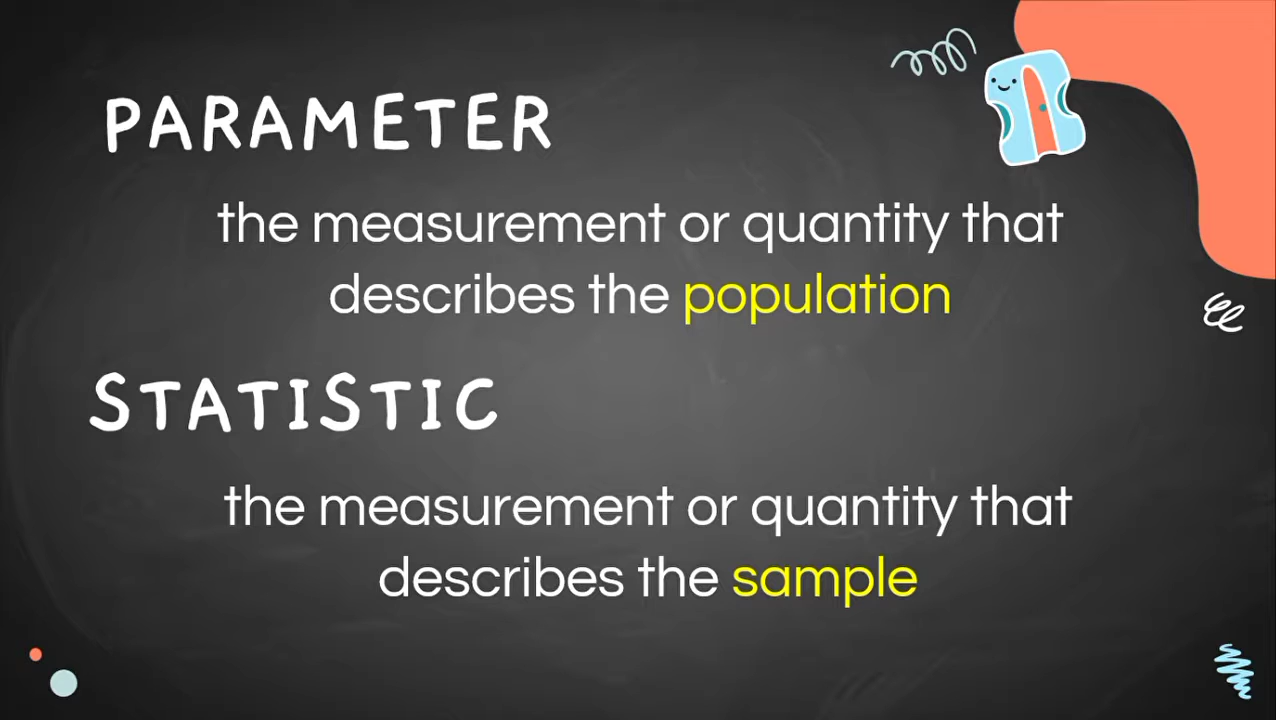 PARAMETER
the measurement or quantity that
describes the population
STATISTIC
the measurement or quantity that
describes the sample